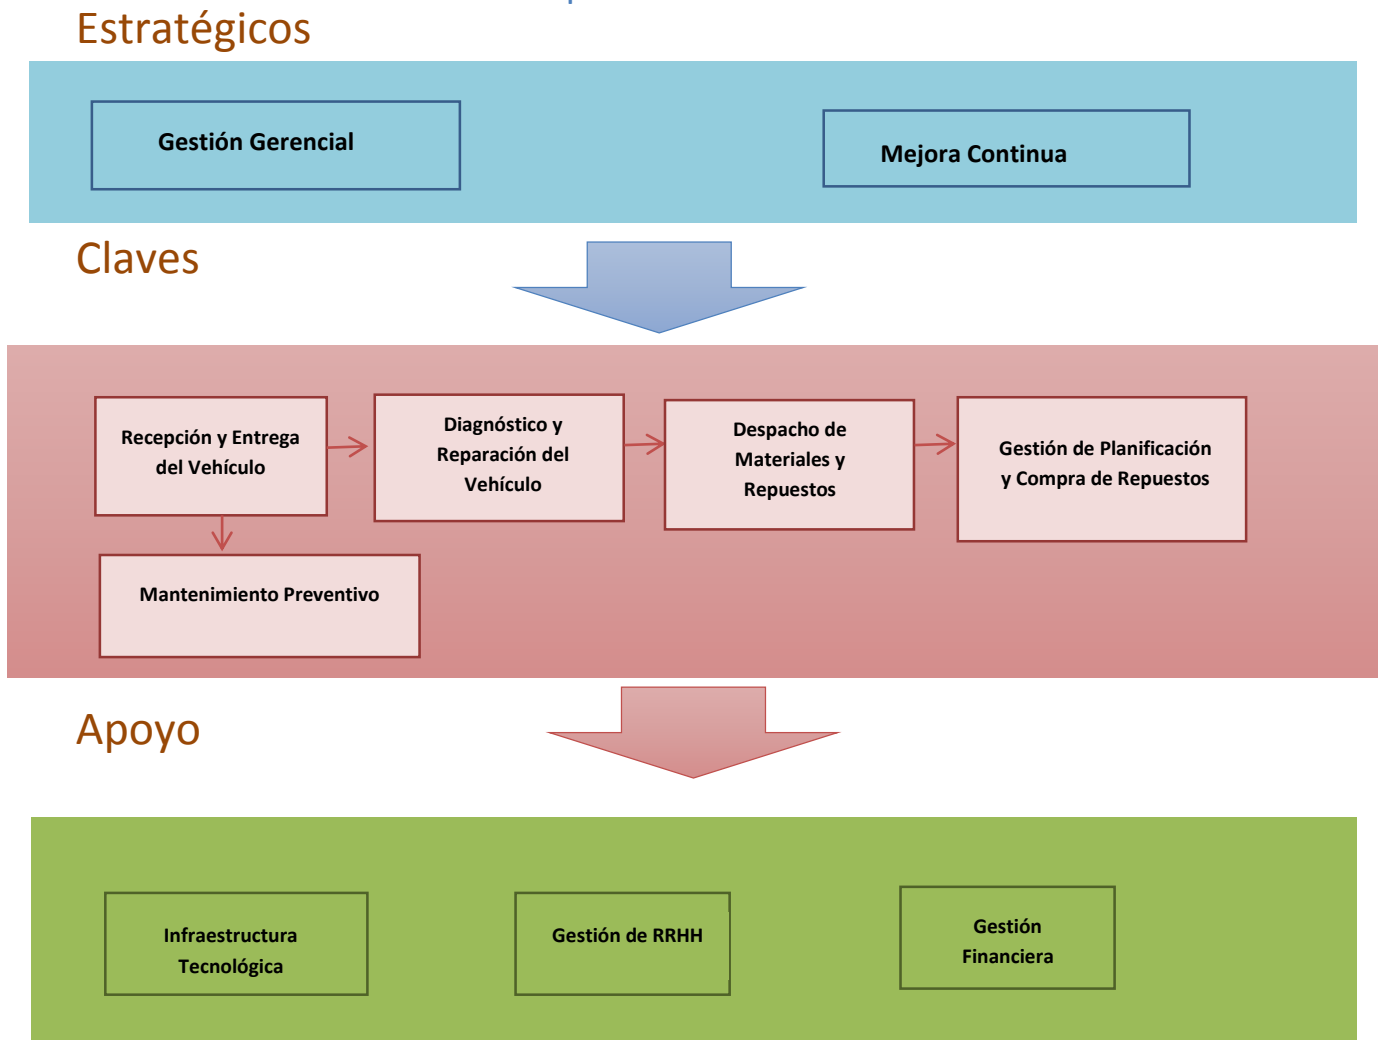 Estratégicos
Gestión Gerencial
Mejora Continua
Claves
Recepción y Entrega
del Vehículo
Diagnóstico y
Reparación del
Vehículo
Despacho de
Materiales y
Repuestos
Gestión de Planificación
y Compra de Repuestos
Mantenimiento Preventivo
Apoyo
Infraestructura
Tecnológica
Gestión de RRHH
Gestión
Financiera